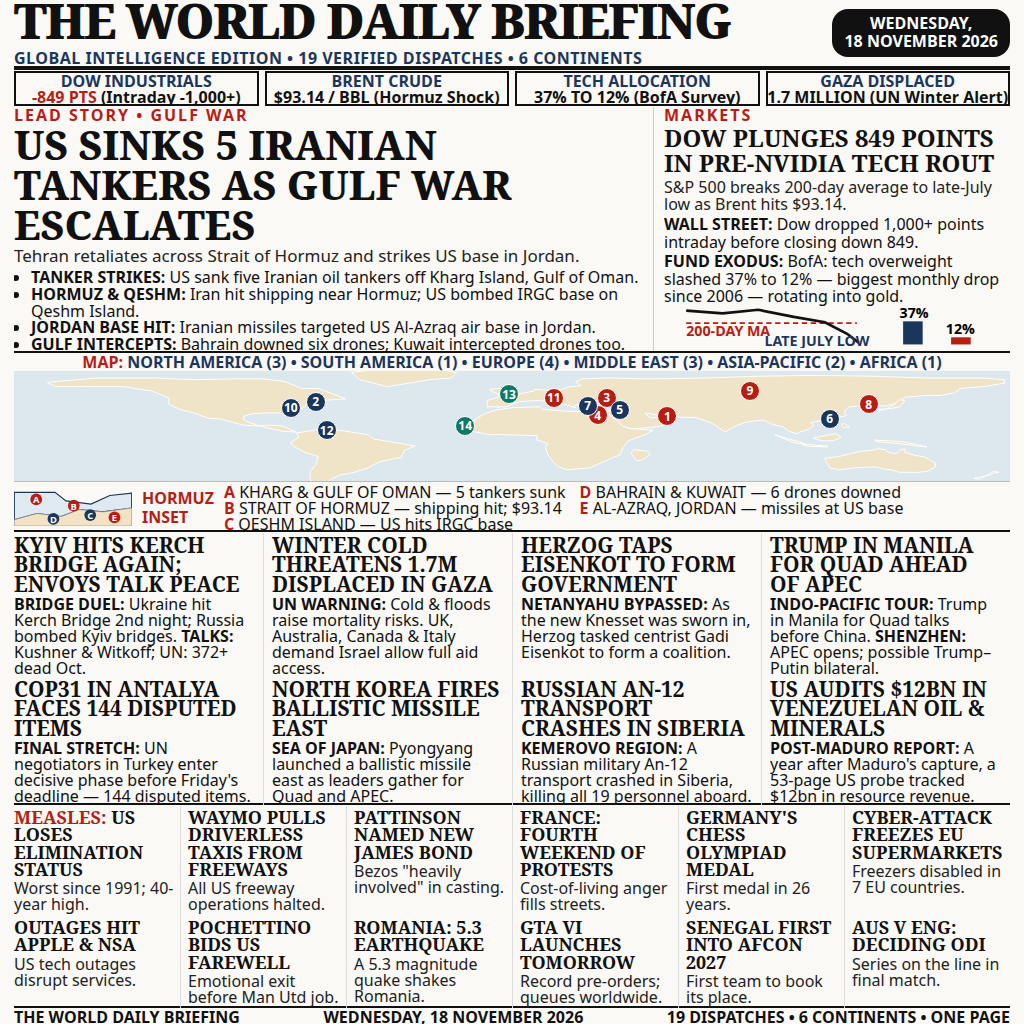 THE WORLD DAILY BRIEFING
WEDNESDAY,
18 NOVEMBER 2026
GLOBAL INTELLIGENCE EDITION • 19 VERIFIED DISPATCHES • 6 CONTINENTS
DOW INDUSTRIALS
-849 PTS (Intraday -1,000+)
BRENT CRUDE
$93.14 / BBL (Hormuz Shock)
TECH ALLOCATION
37% TO 12% (BofA Survey)
GAZA DISPLACED
1.7 MILLION (UN Winter Alert)
LEAD STORY • GULF WAR
US SINKS 5 IRANIAN
TANKERS AS GULF WAR
ESCALATES
Tehran retaliates across Strait of Hormuz and strikes US base in Jordan.
• TANKER STRIKES: US sank five Iranian oil tankers off Kharg Island, Gulf of Oman.
• HORMUZ & QESHM: Iran hit shipping near Hormuz; US bombed IRGC base on
Qeshm Island.
• JORDAN BASE HIT: Iranian missiles targeted US Al-Azraq air base in Jordan.
• GULF INTERCEPTS: Bahrain downed six drones; Kuwait intercepted drones too.
MARKETS
DOW PLUNGES 849 POINTS
IN PRE-NVIDIA TECH ROUT
S&P 500 breaks 200-day average to late-July
low as Brent hits $93.14.
WALL STREET: Dow dropped 1,000+ points
intraday before closing down 849.
FUND EXODUS: BofA: tech overweight
slashed 37% to 12% — biggest monthly drop
since 2006 — rotating into gold.
200-DAY MA
LATE JULY LOW
37%
12%
MAP: NORTH AMERICA (3) • SOUTH AMERICA (1) • EUROPE (4) • MIDDLE EAST (3) • ASIA-PACIFIC (2) • AFRICA (1)
10
2
12
13
14
11
7
3
4
5
1
9
6
8
A
B
C
D
E
HORMUZ
INSET
A KHARG & GULF OF OMAN — 5 tankers sunk
B STRAIT OF HORMUZ — shipping hit; $93.14
C QESHM ISLAND — US hits IRGC base
D BAHRAIN & KUWAIT — 6 drones downed
E AL-AZRAQ, JORDAN — missiles at US base
KYIV HITS KERCH
BRIDGE AGAIN;
ENVOYS TALK PEACE
BRIDGE DUEL: Ukraine hit
Kerch Bridge 2nd night; Russia
bombed Kyiv bridges. TALKS:
Kushner & Witkoff; UN: 372+
dead Oct.
WINTER COLD
THREATENS 1.7M
DISPLACED IN GAZA
UN WARNING: Cold & floods
raise mortality risks. UK,
Australia, Canada & Italy
demand Israel allow full aid
access.
HERZOG TAPS
EISENKOT TO FORM
GOVERNMENT
NETANYAHU BYPASSED: As
the new Knesset was sworn in,
Herzog tasked centrist Gadi
Eisenkot to form a coalition.
TRUMP IN MANILA
FOR QUAD AHEAD
OF APEC
INDO-PACIFIC TOUR: Trump
in Manila for Quad talks
before China. SHENZHEN:
APEC opens; possible Trump–
Putin bilateral.
COP31 IN ANTALYA
FACES 144 DISPUTED
ITEMS
FINAL STRETCH: UN
negotiators in Turkey enter
decisive phase before Friday's
deadline — 144 disputed items.
NORTH KOREA FIRES
BALLISTIC MISSILE
EAST
SEA OF JAPAN: Pyongyang
launched a ballistic missile
east as leaders gather for
Quad and APEC.
RUSSIAN AN-12
TRANSPORT
CRASHES IN SIBERIA
KEMEROVO REGION: A
Russian military An-12
transport crashed in Siberia,
killing all 19 personnel aboard.
US AUDITS $12BN IN
VENEZUELAN OIL &
MINERALS
POST-MADURO REPORT: A
year after Maduro's capture, a
53-page US probe tracked
$12bn in resource revenue.
MEASLES: US
LOSES
ELIMINATION
STATUS
Worst since 1991; 40-
year high.
WAYMO PULLS
DRIVERLESS
TAXIS FROM
FREEWAYS
All US freeway
operations halted.
PATTINSON
NAMED NEW
JAMES BOND
Bezos "heavily
involved" in casting.
FRANCE:
FOURTH
WEEKEND OF
PROTESTS
Cost-of-living anger
fills streets.
GERMANY'S
CHESS
OLYMPIAD
MEDAL
First medal in 26
years.
CYBER-ATTACK
FREEZES EU
SUPERMARKETS
Freezers disabled in
7 EU countries.
OUTAGES HIT
APPLE & NSA
US tech outages
disrupt services.
POCHETTINO
BIDS US
FAREWELL
Emotional exit
before Man Utd job.
ROMANIA: 5.3
EARTHQUAKE
A 5.3 magnitude
quake shakes
Romania.
GTA VI
LAUNCHES
TOMORROW
Record pre-orders;
queues worldwide.
SENEGAL FIRST
INTO AFCON
2027
First team to book
its place.
AUS V ENG:
DECIDING ODI
Series on the line in
final match.
THE WORLD DAILY BRIEFING
WEDNESDAY, 18 NOVEMBER 2026
19 DISPATCHES • 6 CONTINENTS • ONE PAGE